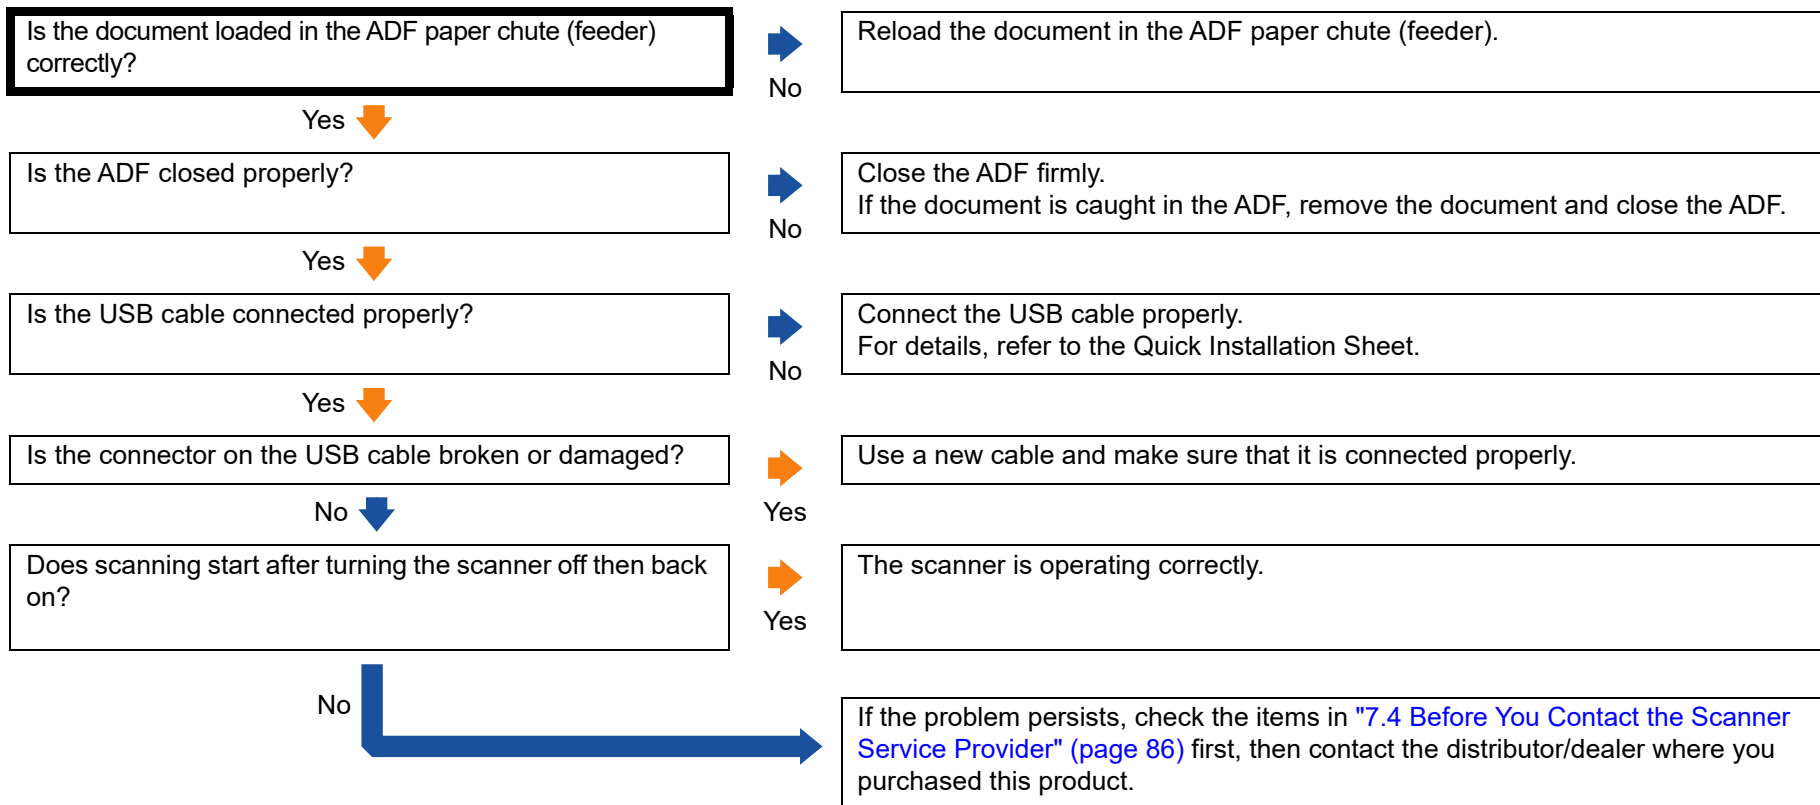 Is the document loaded in the ADF paper chute (feeder)
correctly?
No
Reload the document in the ADF paper chute (feeder).
Yes
Is the ADF closed properly?
No
Close the ADF firmly.
If the document is caught in the ADF, remove the document and close the ADF.
Yes
Is the USB cable connected properly?
No
Connect the USB cable properly.
For details, refer to the Quick Installation Sheet.
Yes
Is the connector on the USB cable broken or damaged?
Yes
Use a new cable and make sure that it is connected properly.
No
Does scanning start after turning the scanner off then back
on?
Yes
The scanner is operating correctly.
No
If the problem persists, check the items in "7.4 Before You Contact the Scanner
Service Provider" (page 86) first, then contact the distributor/dealer where you
purchased this product.